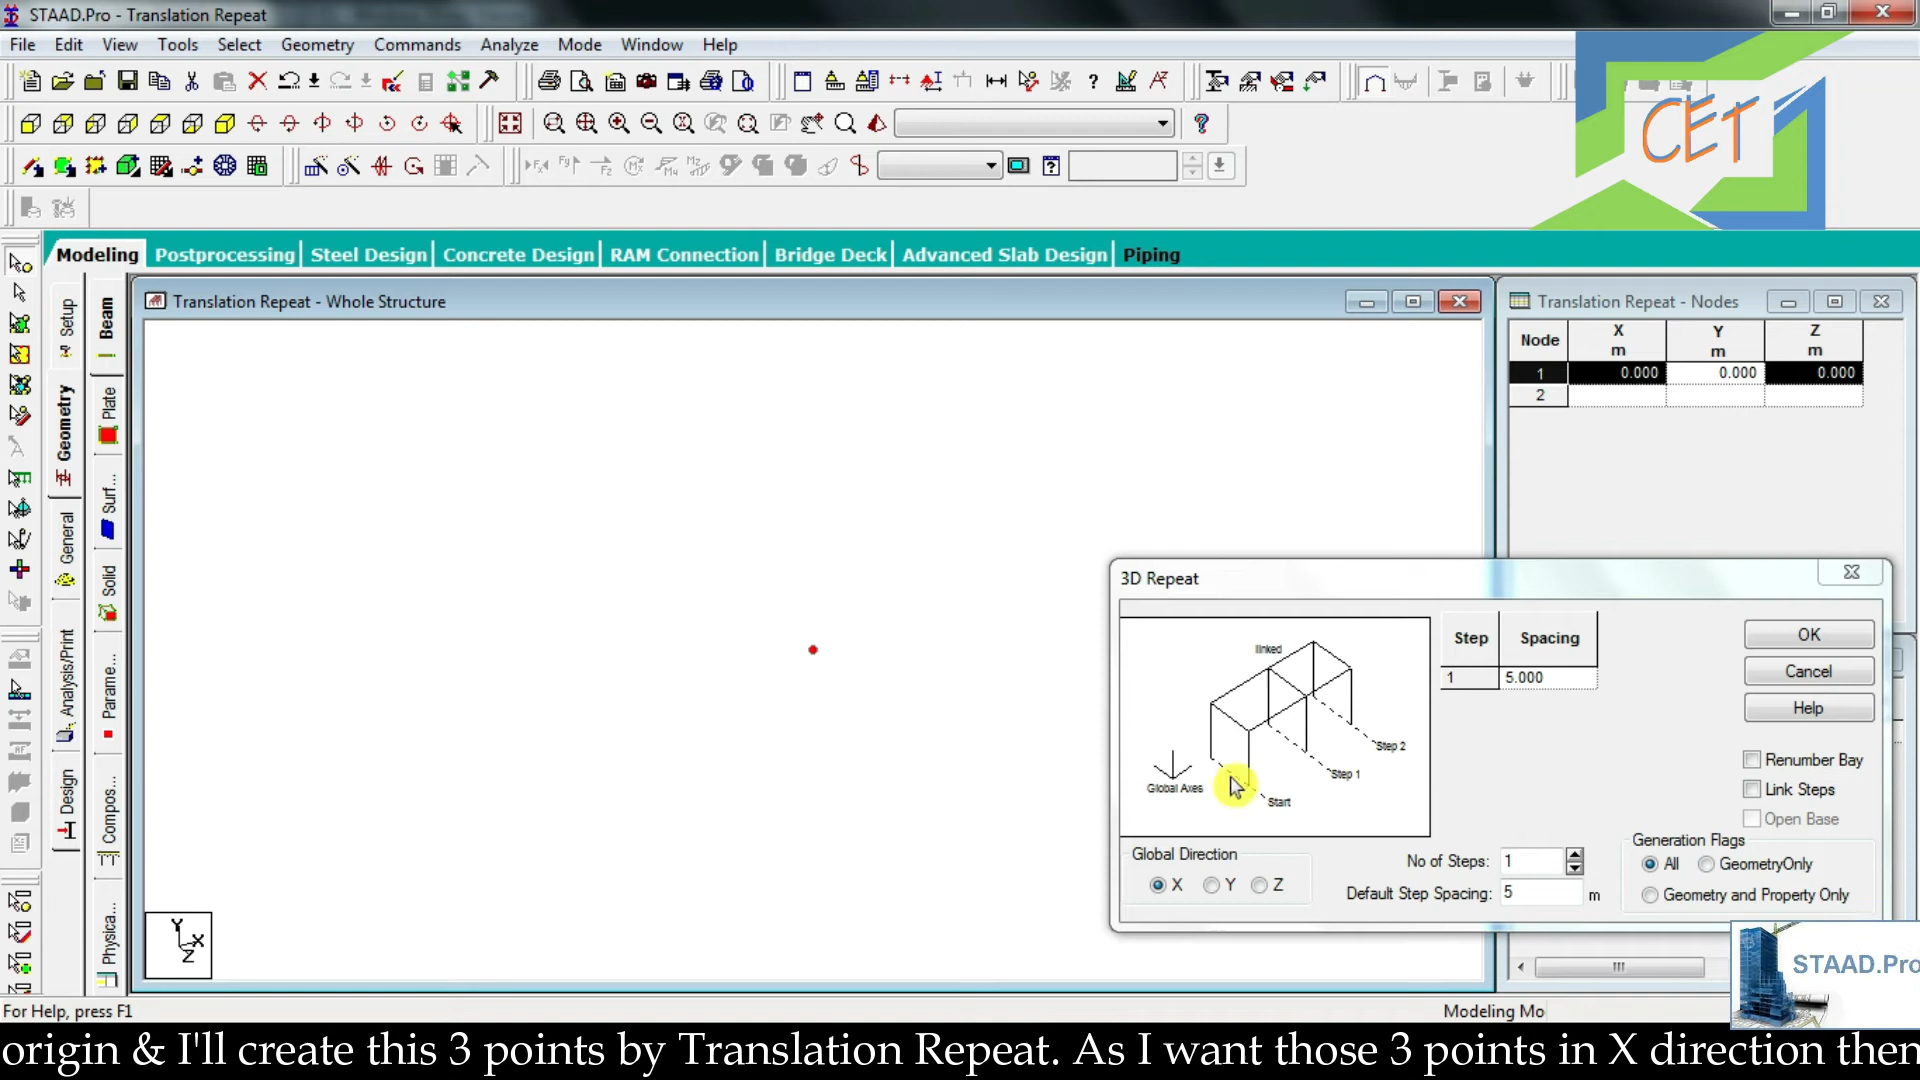 STAAD.Pro - Translation Repeat
File Edit View Tools Select Geometry Commands Analyze Mode Window Help
CET
Modeling Postprocessing Steel Design Concrete Design RAM Connection Bridge Deck Advanced Slab Design Piping
Setup
Geometry
General
Analysis/Print
Design
Beam
Plate
Surf...
Solid
Parame...
Compos...
Physica...
Translation Repeat - Whole Structure
Y
X
Z
Translation Repeat - Nodes
Node X m Y m Z m
1 0.000 0.000 0.000
2
3D Repeat
linked
Step 2
Step 1
Start
Global Axes
Step Spacing
1 5.000
OK
Cancel
Help
Renumber Bay
Link Steps
Open Base
Global Direction
X Y Z
No of Steps: 1
Default Step Spacing: 5 m
Generation Flags
All GeometryOnly
Geometry and Property Only
STAAD.Pro
For Help, press F1
Modeling Mo
origin & I'll create this 3 points by Translation Repeat. As I want those 3 points in X direction then